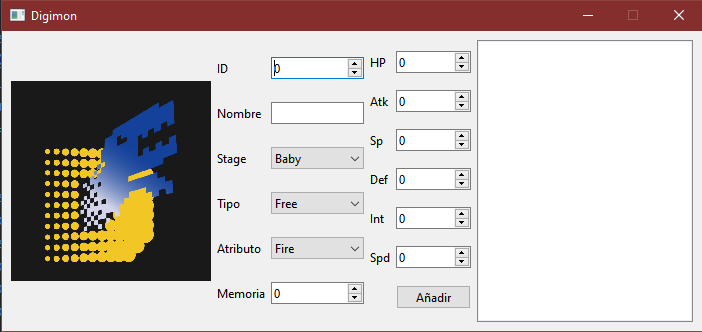 Digimon
ID 0
Nombre
Stage Baby
Tipo Free
Atributo Fire
Memoria 0
HP 0
Atk 0
Sp 0
Def 0
Int 0
Spd 0
Añadir